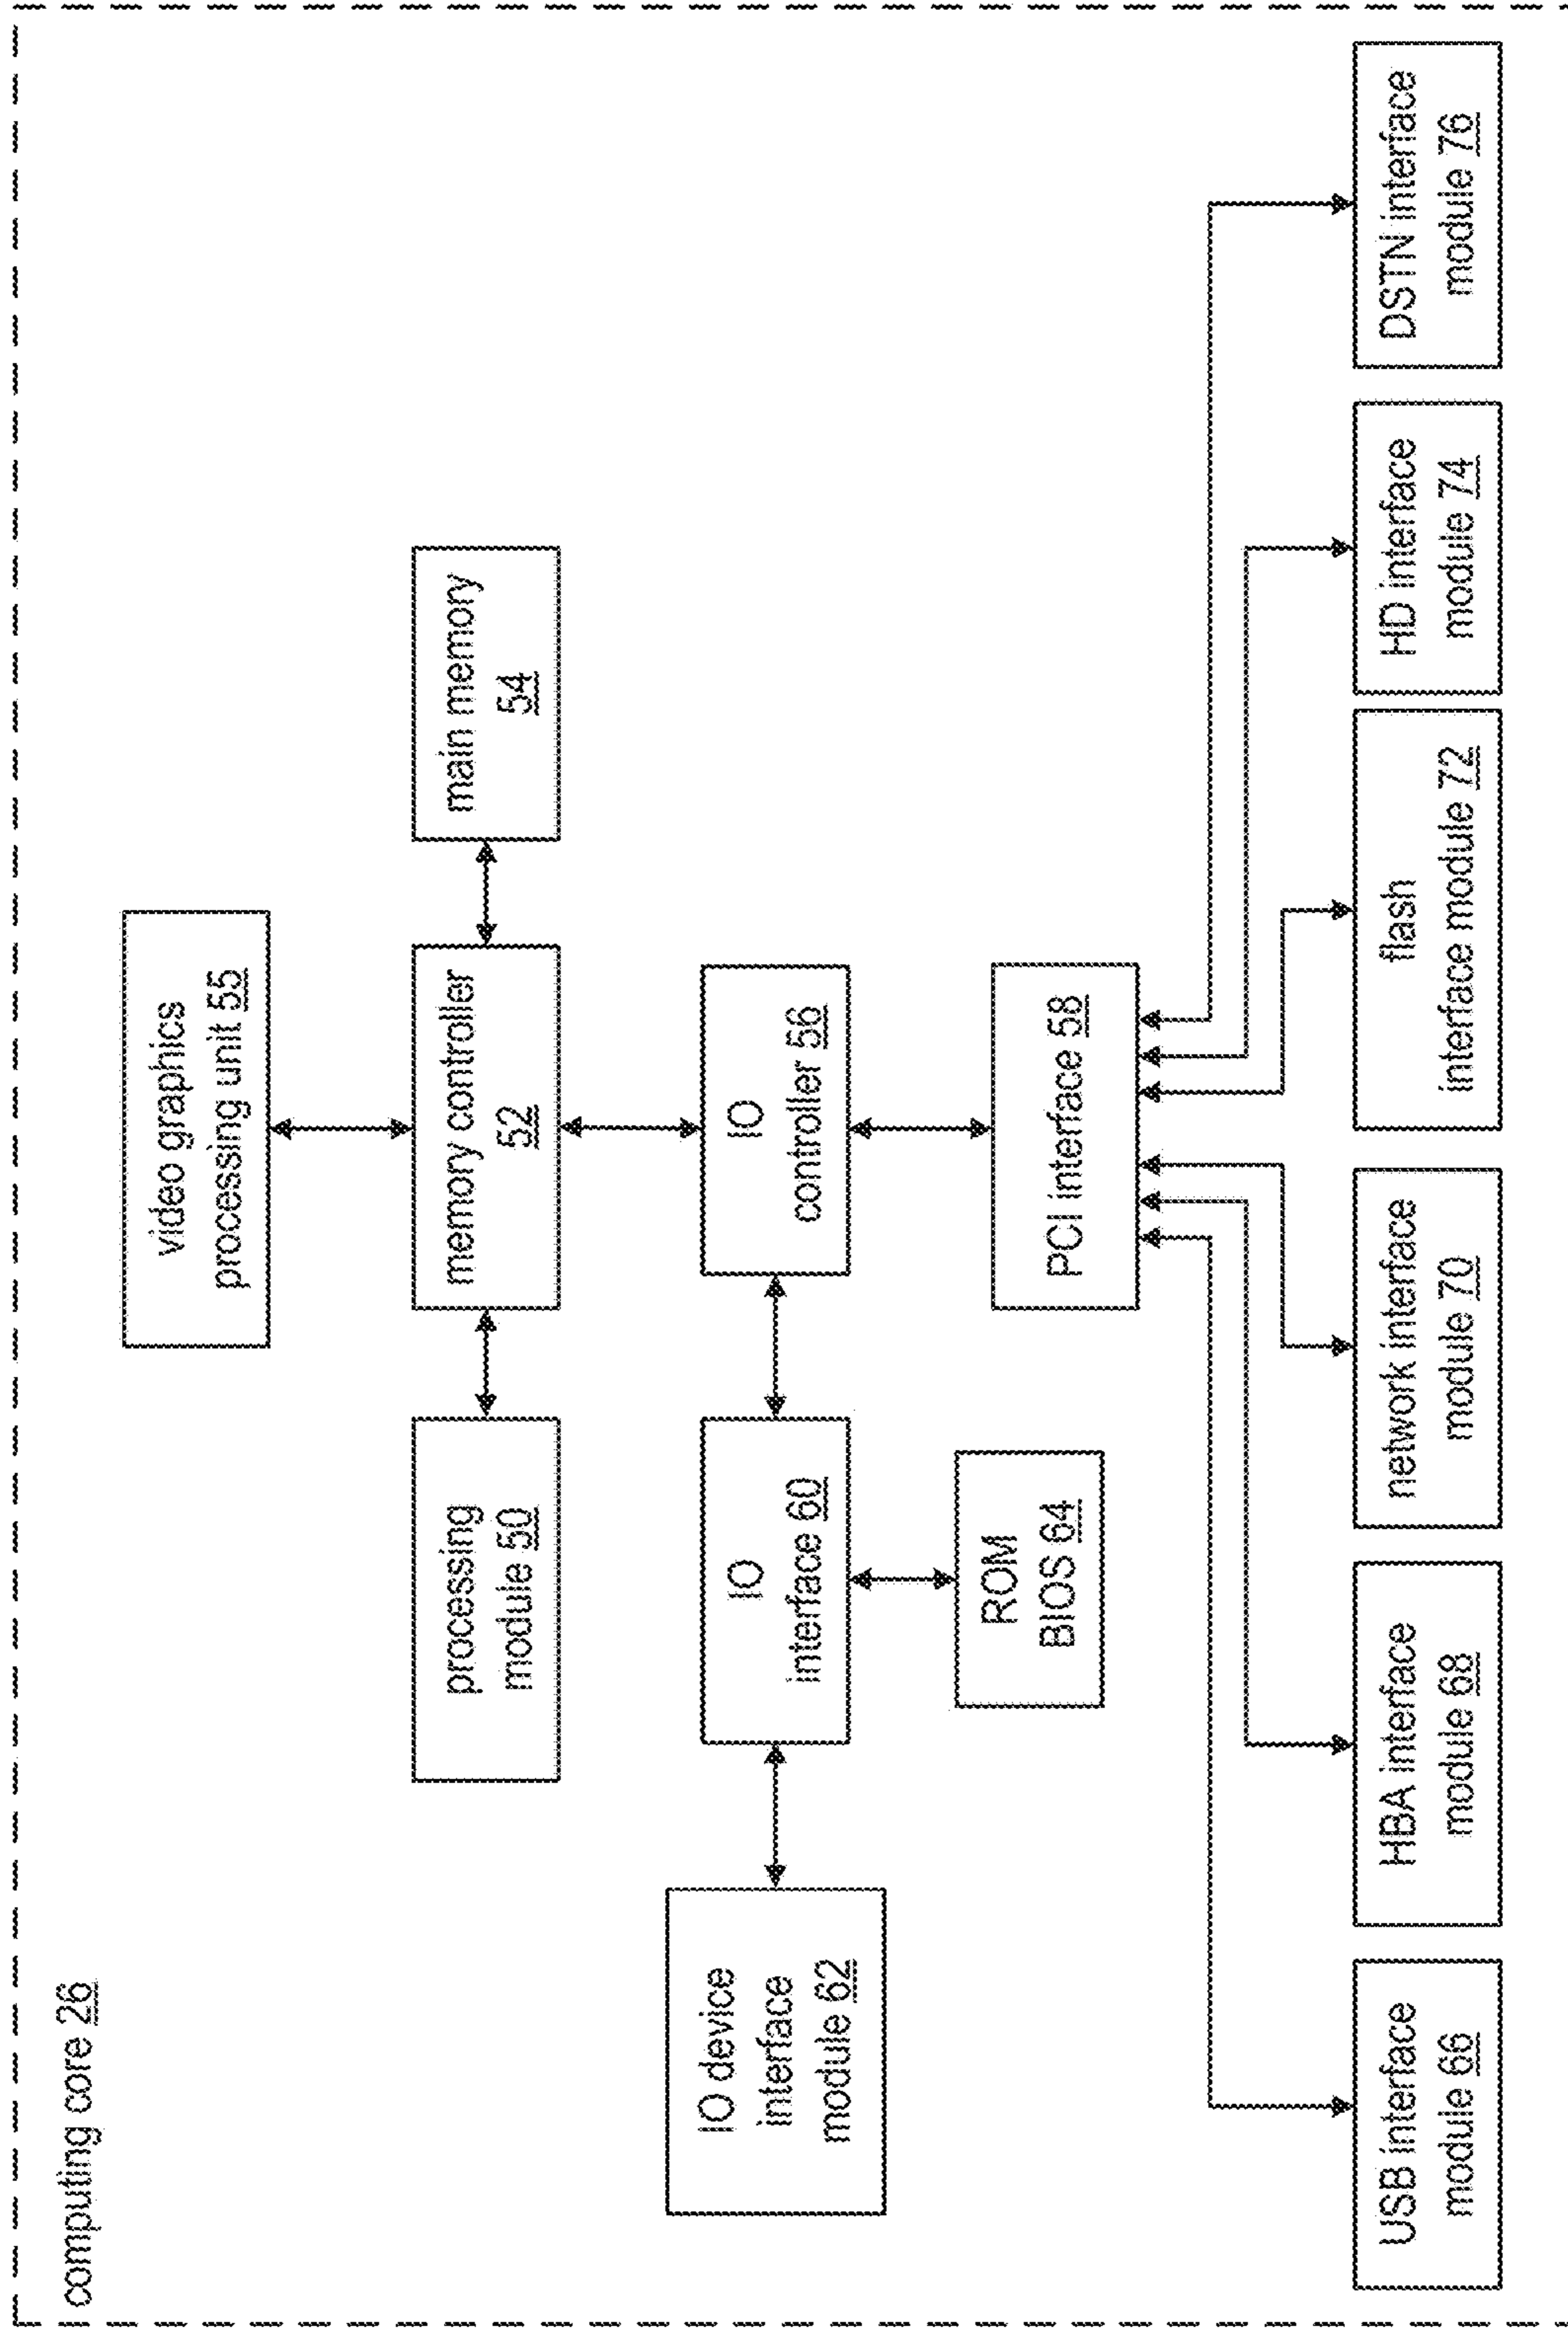 computing core 26
video graphics
processing unit 55
processing
module 50
memory controller
52
main memory
54
IO device
interface
module 62
IO
interface 60
IO
controller 56
ROM
BIOS 64
PCI interface 58
USB interface
module 66
HBA interface
module 68
network interface
module 70
flash
interface module 72
HD interface
module 74
DSTN interface
module 76